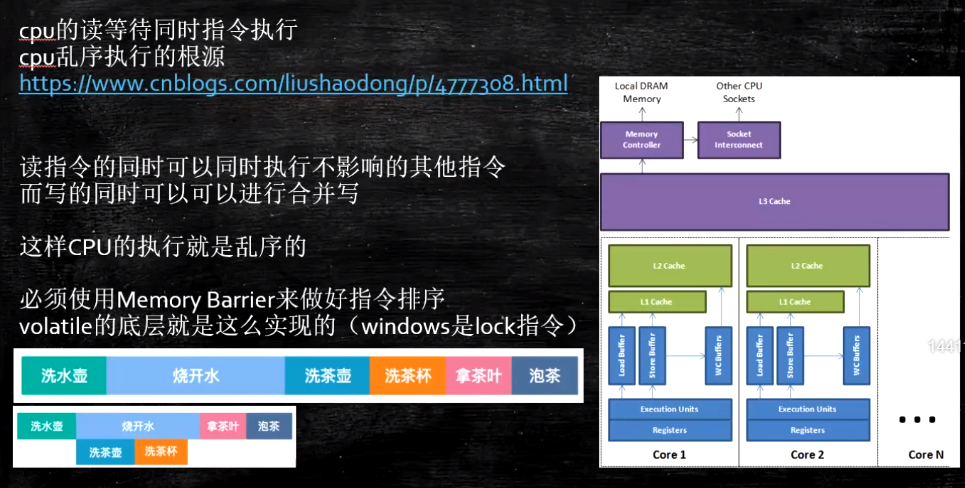 cpu的读等待同时指令执行
cpu乱序执行的根源
https://www.cnblogs.com/liushaodong/p/4777308.html
读指令的同时可以同时执行不影响的其他指令
而写的同时可以可以进行合并写
这样CPU的执行就是乱序的
必须使用Memory Barrier来做好指令排序
volatile的底层就是这么实现的（windows是lock指令）
洗水壶 烧开水 洗茶壶 洗茶杯 拿茶叶 泡茶
洗水壶 烧开水 拿茶叶 泡茶
洗茶壶 洗茶杯
Local DRAM Memory
Other CPU Sockets
Memory Controller
Socket Interconnect
L3 Cache
L2 Cache
L2 Cache
L1 Cache
L1 Cache
Load Buffer
Store Buffer
WC Buffers
Load Buffer
Store Buffer
WC Buffers
Execution Units
Execution Units
Registers
Registers
Core 1
Core 2
Core N